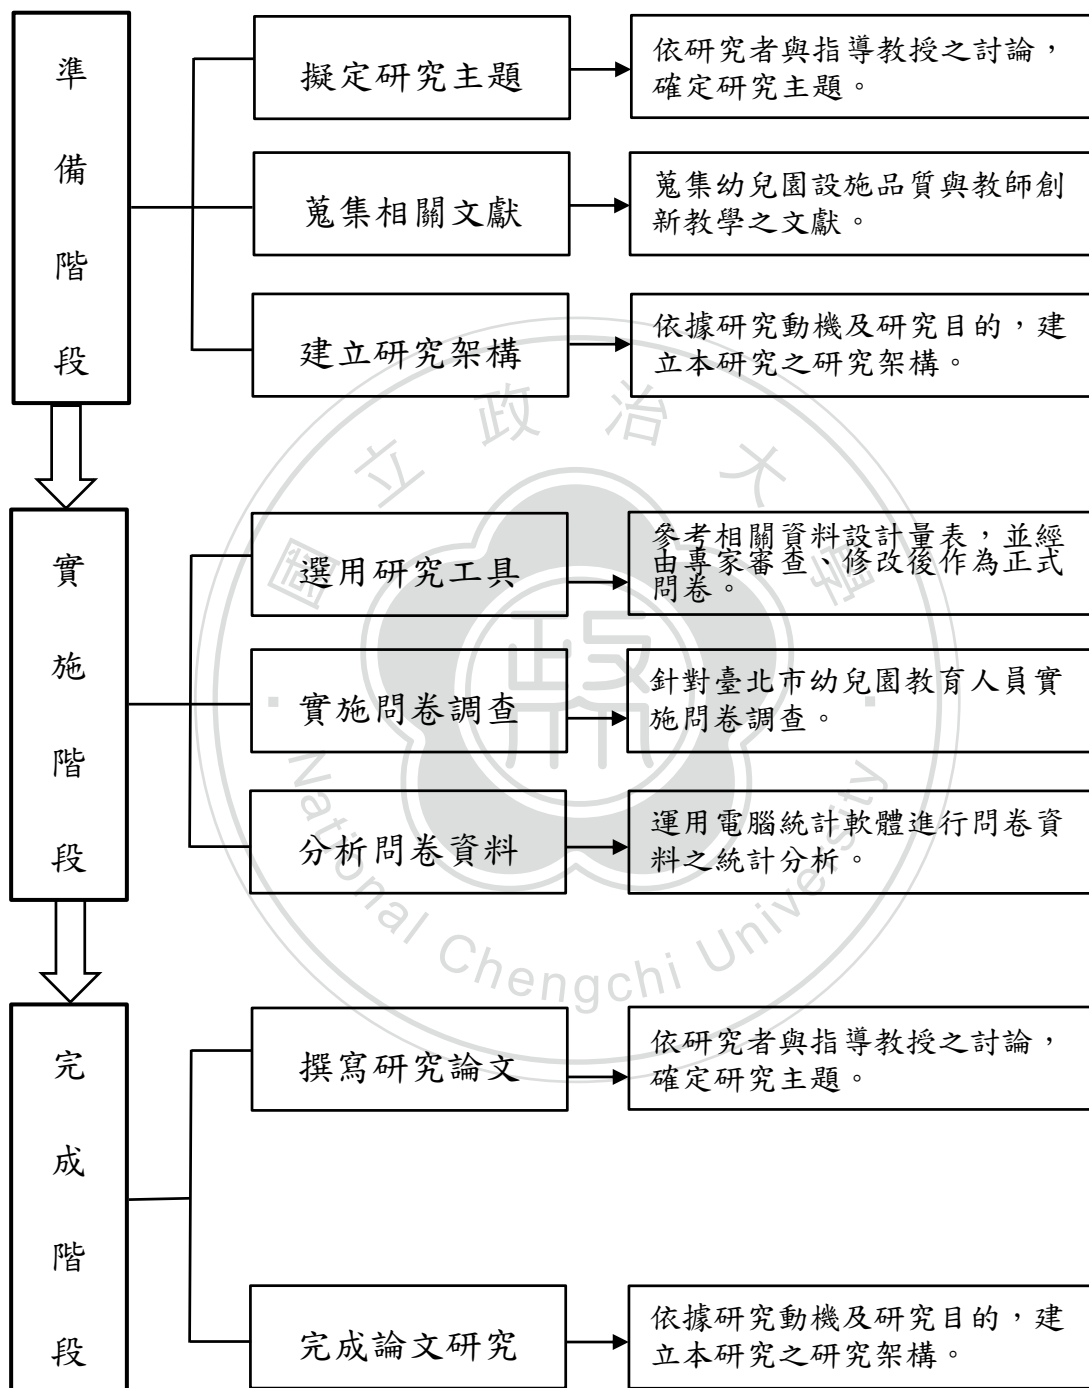 準備階段
擬定研究主題
依研究者與指導教授之討論，
確定研究主題。
蒐集相關文獻
蒐集幼兒園設施品質與教師創
新教學之文獻。
建立研究架構
依據研究動機及研究目的，建
立本研究之研究架構。
實施階段
選用研究工具
參考相關資料設計量表，並經
由專家審查、修改後作為正式
問卷。
實施問卷調查
針對臺北市幼兒園教育人員實
施問卷調查。
分析問卷資料
運用電腦統計軟體進行問卷資
料之統計分析。
完成階段
撰寫研究論文
依研究者與指導教授之討論，
確定研究主題。
完成論文研究
依據研究動機及研究目的，建
立本研究之研究架構。
國立政治大學
National Chengchi University